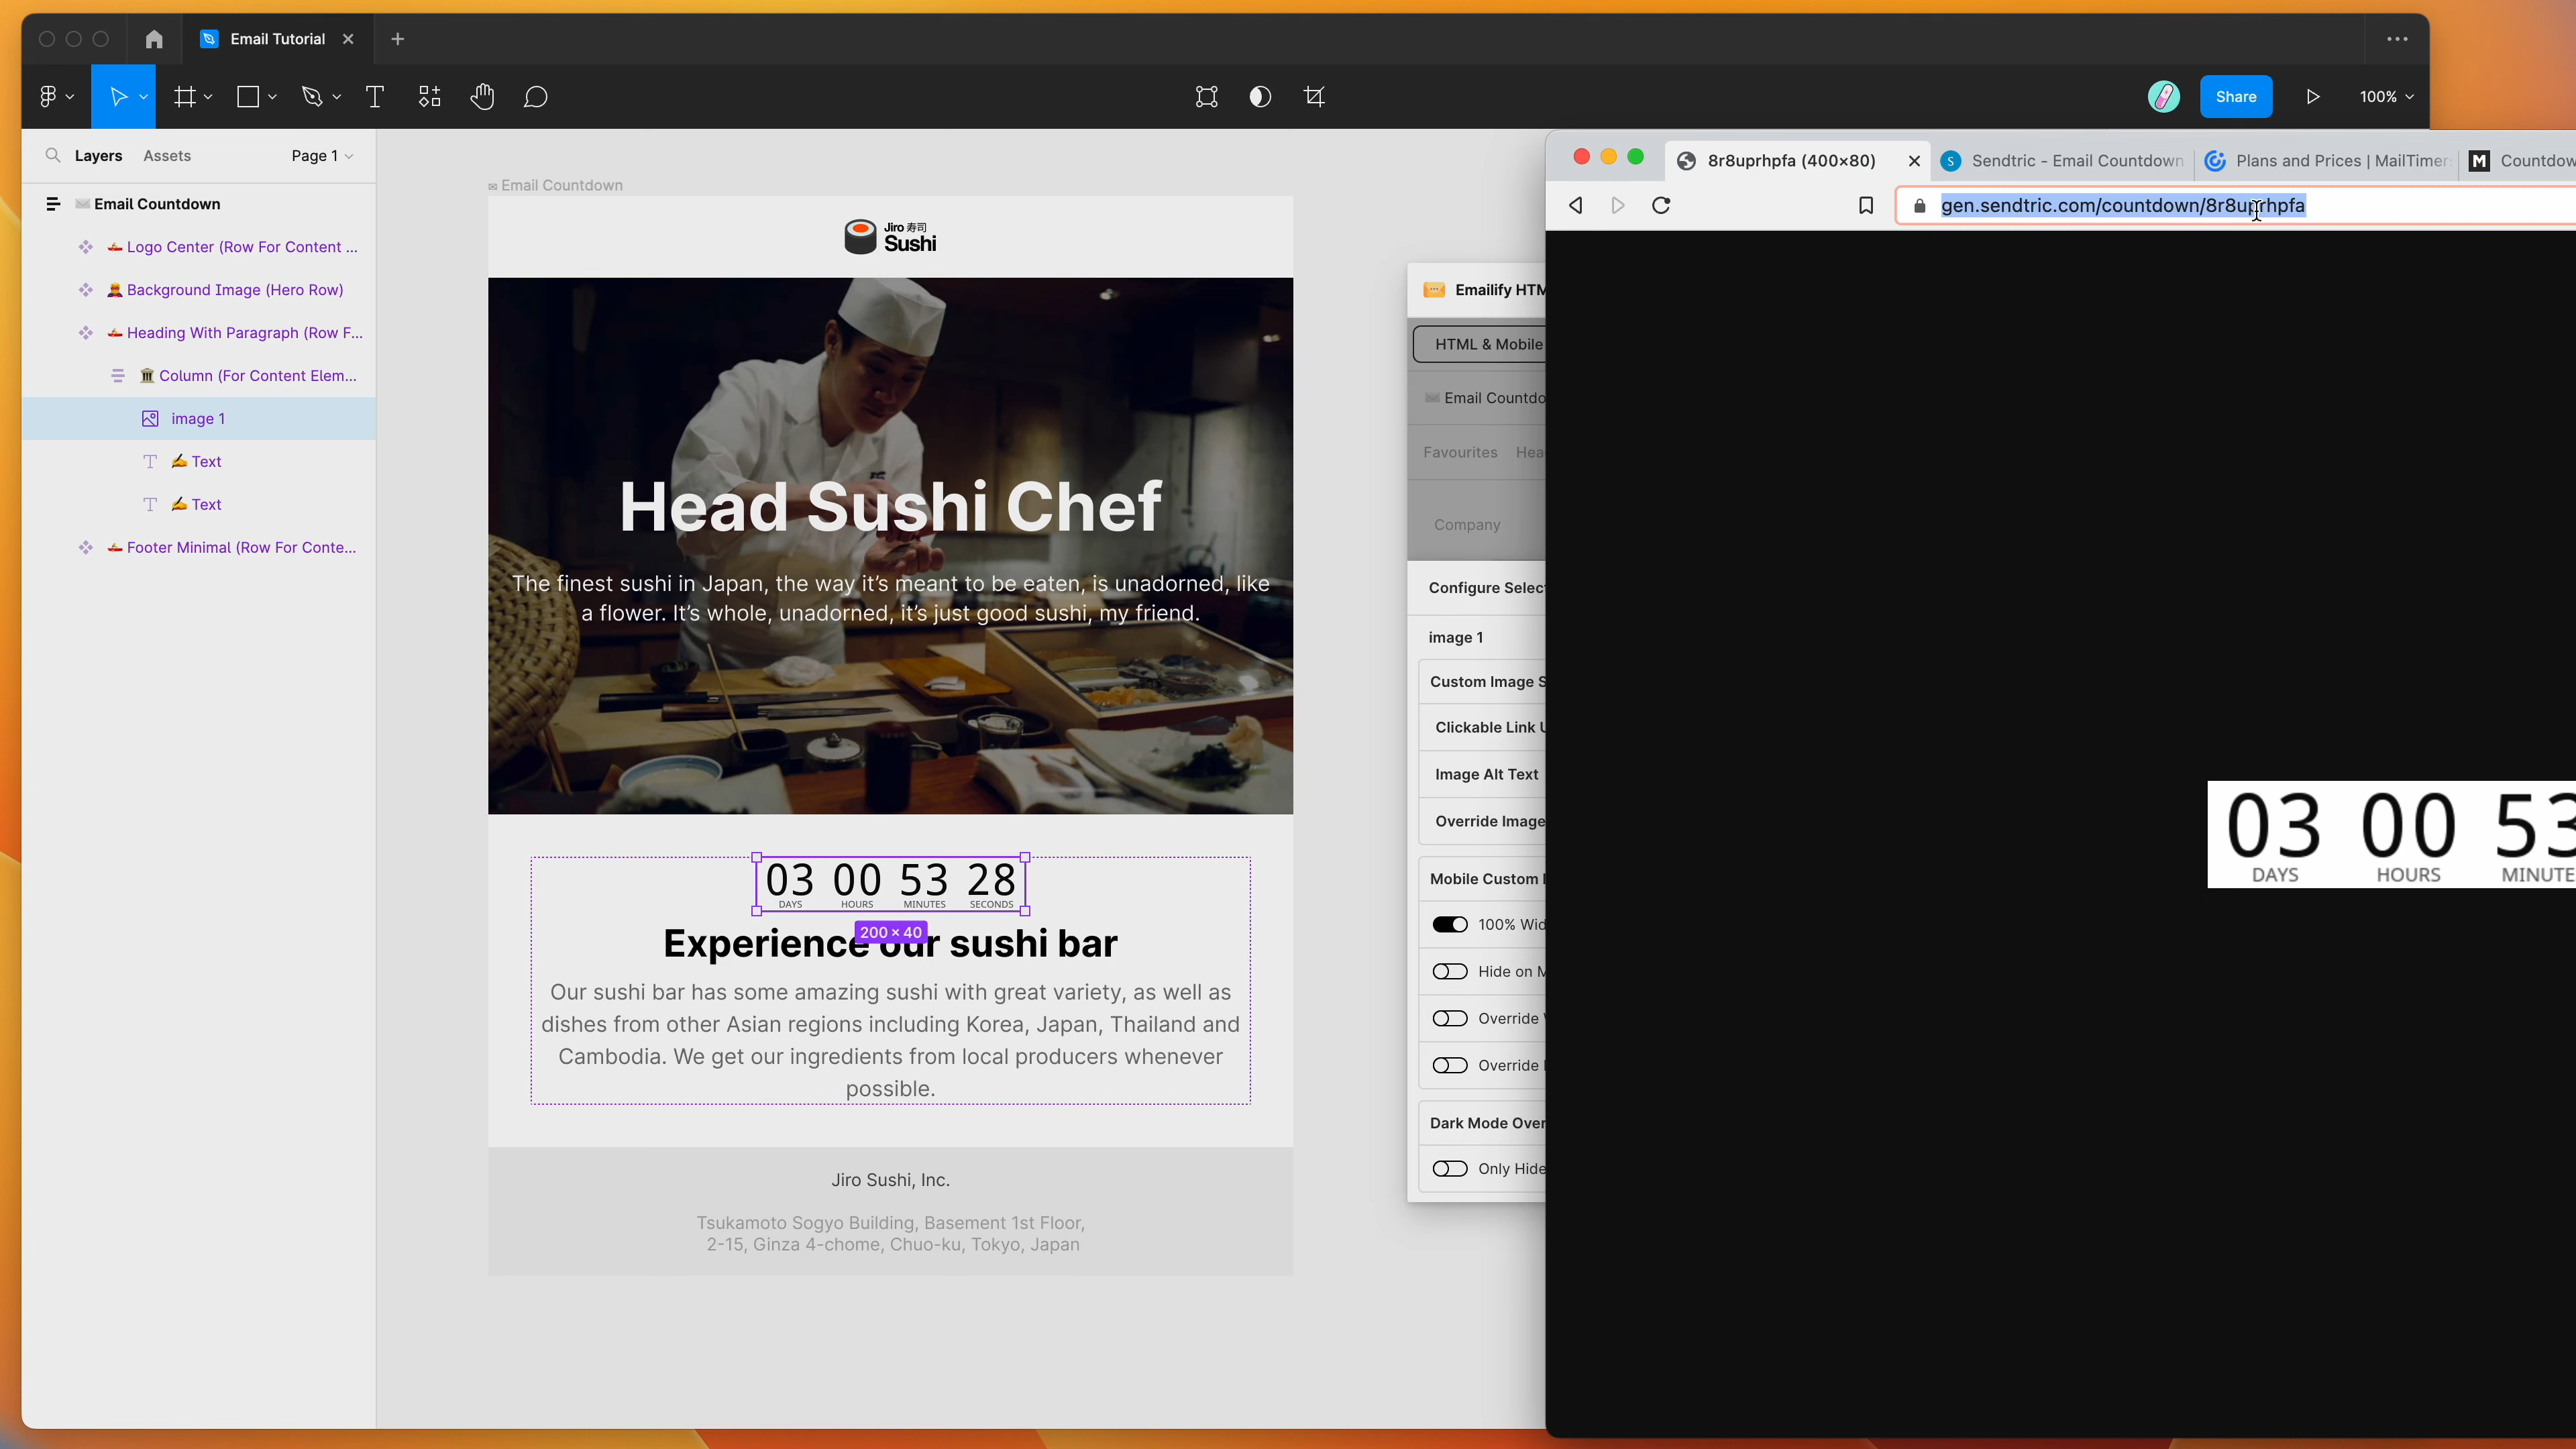 Email Tutorial
Share
100%
Layers
Assets
Page 1
Email Countdown
Logo Center (Row For Content ...
Background Image (Hero Row)
Heading With Paragraph (Row F...
Column (For Content Elem...
image 1
Text
Text
Footer Minimal (Row For Conte...
Email Countdown
Jiro 寿司
Sushi
Head Sushi Chef
The finest sushi in Japan, the way it's meant to be eaten, is unadorned, like
a flower. It's whole, unadorned, it's just good sushi, my friend.
03 00 53 28
DAYS HOURS MINUTES SECONDS
200 × 40
Experience our sushi bar
Our sushi bar has some amazing sushi with great variety, as well as
dishes from other Asian regions including Korea, Japan, Thailand and
Cambodia. We get our ingredients from local producers whenever
possible.
Jiro Sushi, Inc.
Tsukamoto Sogyo Building, Basement 1st Floor,
2-15, Ginza 4-chome, Chuo-ku, Tokyo, Japan
Emailify HTM
HTML & Mobile
Email Countdo
Favourites Hea
Company
Configure Selec
image 1
Custom Image S
Clickable Link U
Image Alt Text
Override Image
Mobile Custom
100% Wid
Hide on M
Override
Override
Dark Mode Over
Only Hide
8r8uprhpfa (400×80)
S
Sendtric - Email Countdown
Plans and Prices | MailTimers
M
Countdow
gen.sendtric.com/countdown/8r8uprhpfa
03 00 53
DAYS HOURS MINUTE